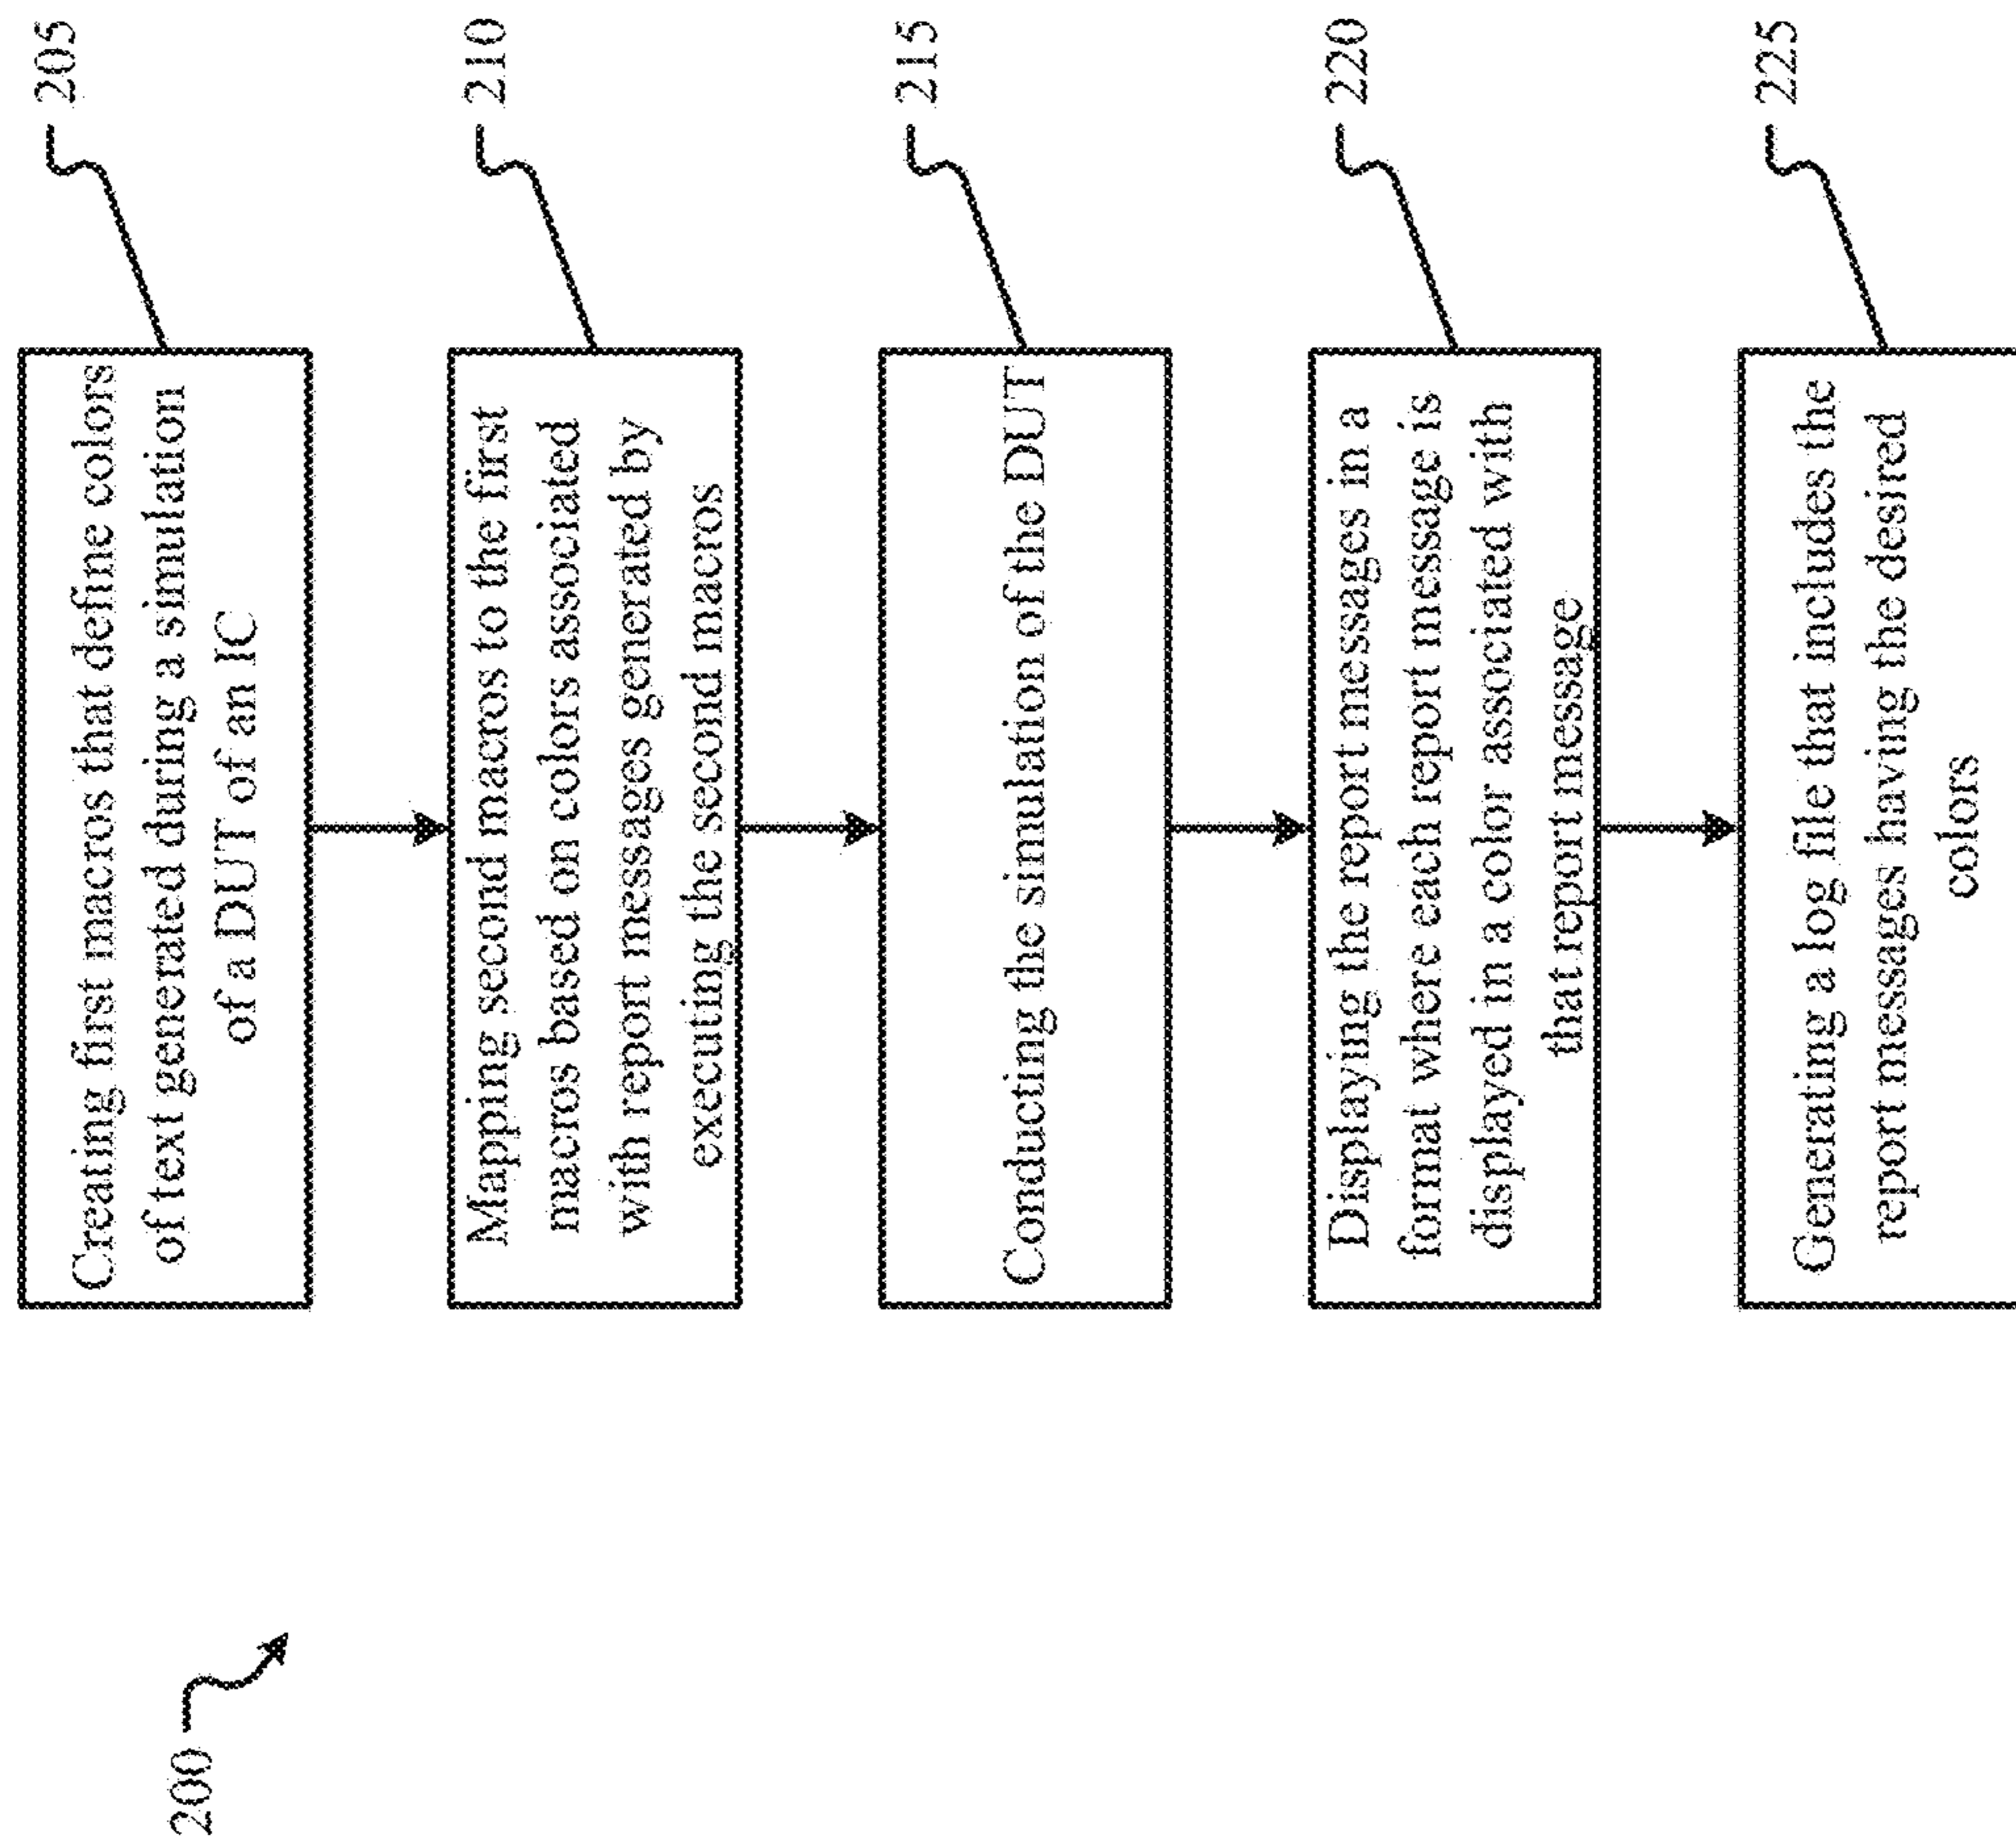 200
Creating first macros that define colors
of text generated during a simulation
of a DUT of an IC
205
Mapping second macros to the first
macros based on colors associated
with report messages generated by
executing the second macros
210
Conducting the simulation of the DUT
215
Displaying the report messages in a
format where each report message is
displayed in a color associated with
that report message
220
Generating a log file that includes the
report messages having the desired
colors
225